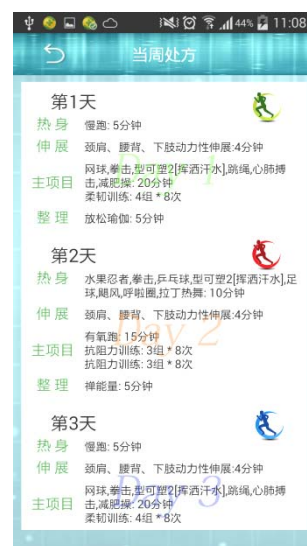 44% 11:08
当周处方
第1天
热身 慢跑: 5分钟
伸展 颈肩、腰背、下肢动力性伸展:4分钟
主项目 网球,拳击,型可塑2[挥洒汗水],跳绳,心肺搏
击,减肥操: 20分钟
柔韧训练: 4组 * 8次
Day 1
整理 放松瑜伽: 5分钟
第2天
热身 水果忍者,拳击,乒乓球,型可塑2[挥洒汗水],足
球,飓风,呼啦圈,拉丁热舞: 10分钟
伸展 颈肩、腰背、下肢动力性伸展:4分钟
Day 2
主项目 有氧跑: 15分钟
抗阻力训练: 3组 * 8次
抗阻力训练: 3组 * 8次
整理 禅能量: 5分钟
第3天
热身 慢跑: 5分钟
伸展 颈肩、腰背、下肢动力性伸展:4分钟
主项目 网球,拳击,型可塑2[挥洒汗水],跳绳,心肺搏
击,减肥操: 20分钟
柔韧训练: 4组 * 8次
Day 3